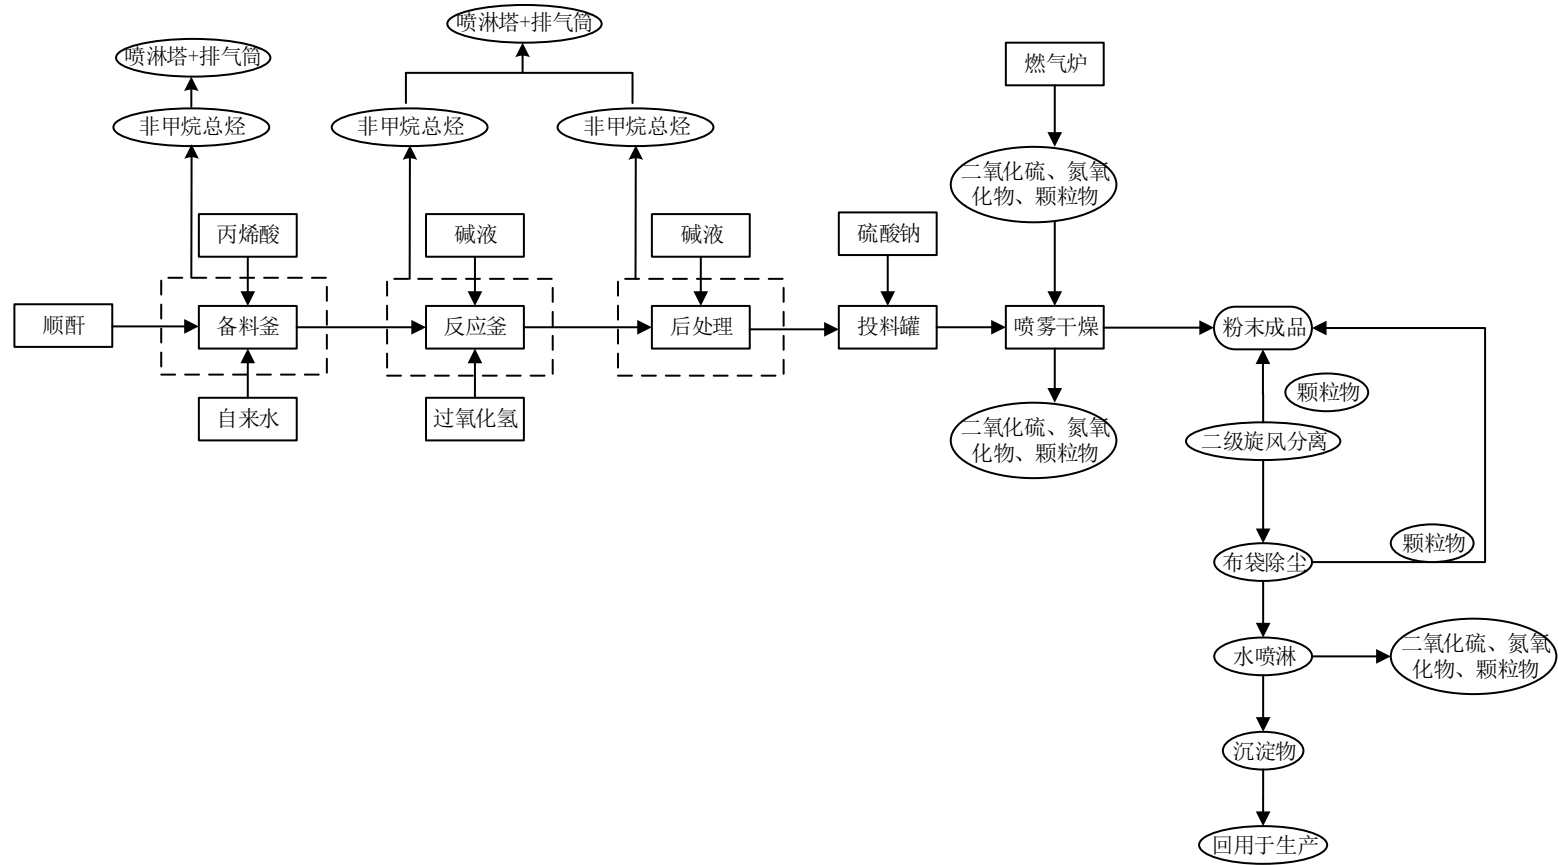 喷淋塔+排气筒
喷淋塔+排气筒
燃气炉
非甲烷总烃
非甲烷总烃
非甲烷总烃
二氧化硫、氮氧
化物、颗粒物
丙烯酸
碱液
碱液
硫酸钠
顺酐
备料釜
反应釜
后处理
投料罐
喷雾干燥
粉末成品
颗粒物
自来水
过氧化氢
二氧化硫、氮氧
化物、颗粒物
二级旋风分离
颗粒物
布袋除尘
水喷淋
二氧化硫、氮氧
化物、颗粒物
沉淀物
回用于生产